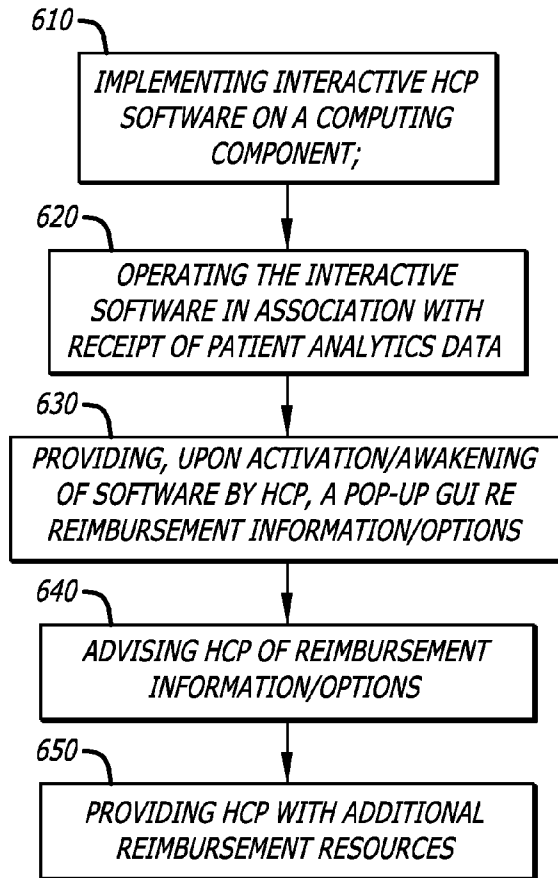 610
IMPLEMENTING INTERACTIVE HCP
SOFTWARE ON A COMPUTING
COMPONENT;
620
OPERATING THE INTERACTIVE
SOFTWARE IN ASSOCIATION WITH
RECEIPT OF PATIENT ANALYTICS DATA
630
PROVIDING, UPON ACTIVATION/AWAKENING
OF SOFTWARE BY HCP, A POP-UP GUI RE
REIMBURSEMENT INFORMATION/OPTIONS
640
ADVISING HCP OF REIMBURSEMENT
INFORMATION/OPTIONS
650
PROVIDING HCP WITH ADDITIONAL
REIMBURSEMENT RESOURCES